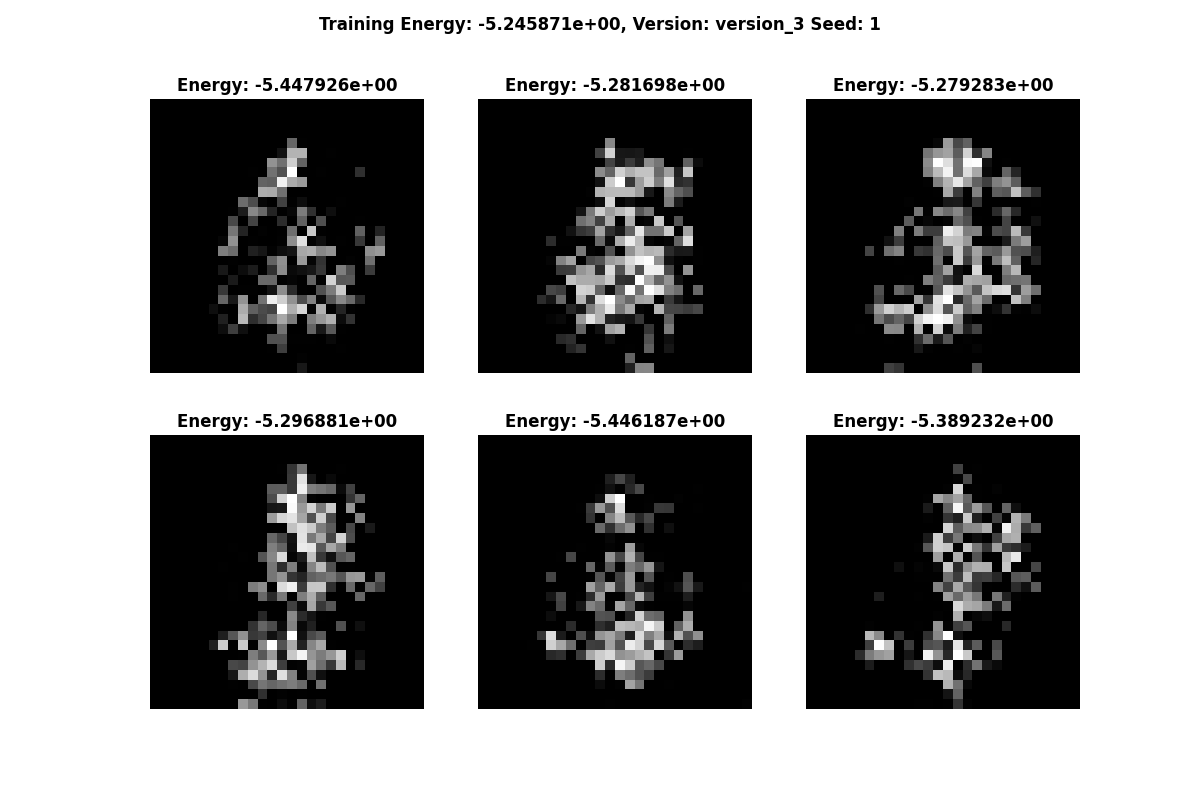 Training Energy: -5.245871e+00, Version: version_3 Seed: 1
Energy: -5.447926e+00
Energy: -5.281698e+00
Energy: -5.279283e+00
Energy: -5.296881e+00
Energy: -5.446187e+00
Energy: -5.389232e+00